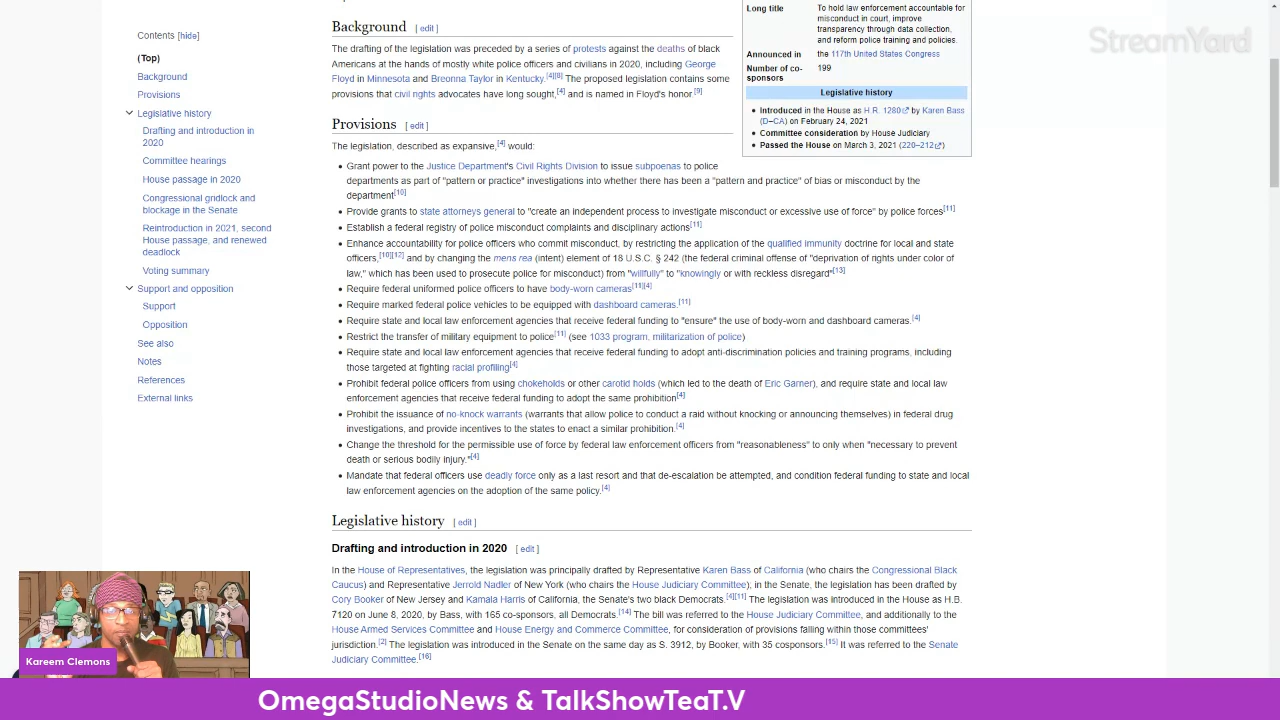 StreamYard
Contents [hide]
(Top)
Background
Provisions
Legislative history
Drafting and introduction in
2020
Committee hearings
House passage in 2020
Congressional gridlock and
blockage in the Senate
Reintroduction in 2021, second
House passage, and renewed
deadlock
Voting summary
Support and opposition
Support
Opposition
See also
Notes
References
External links
Background [ edit ]
The drafting of the legislation was preceded by a series of protests against the deaths of black
Americans at the hands of mostly white police officers and civilians in 2020, including George
Floyd in Minnesota and Breonna Taylor in Kentucky.[4][8] The proposed legislation contains some
provisions that civil rights advocates have long sought,[4] and is named in Floyd's honor.[9]
Long title To hold law enforcement accountable for
misconduct in court, improve
transparency through data collection,
and reform police training and policies.
Announced in the 117th United States Congress
Number of co-sponsors 199
Legislative history
• Introduced in the House as H.R. 1280 by Karen Bass
(D–CA) on February 24, 2021
• Committee consideration by House Judiciary
• Passed the House on March 3, 2021 (220–212)
Provisions [ edit ]
The legislation, described as expansive,[4] would:
• Grant power to the Justice Department's Civil Rights Division to issue subpoenas to police
departments as part of "pattern or practice" investigations into whether there has been a "pattern and practice" of bias or misconduct by the
department[10]
• Provide grants to state attorneys general to "create an independent process to investigate misconduct or excessive use of force" by police forces[11]
• Establish a federal registry of police misconduct complaints and disciplinary actions[11]
• Enhance accountability for police officers who commit misconduct, by restricting the application of the qualified immunity doctrine for local and state
officers,[10][12] and by changing the mens rea (intent) element of 18 U.S.C. § 242 (the federal criminal offense of "deprivation of rights under color of
law," which has been used to prosecute police for misconduct) from "willfully" to "knowingly or with reckless disregard"[13]
• Require federal uniformed police officers to have body-worn cameras[11][4]
• Require marked federal police vehicles to be equipped with dashboard cameras.[11]
• Require state and local law enforcement agencies that receive federal funding to "ensure" the use of body-worn and dashboard cameras.[4]
• Restrict the transfer of military equipment to police[11] (see 1033 program, militarization of police)
• Require state and local law enforcement agencies that receive federal funding to adopt anti-discrimination policies and training programs, including
those targeted at fighting racial profiling[4]
• Prohibit federal police officers from using chokeholds or other carotid holds (which led to the death of Eric Garner), and require state and local law
enforcement agencies that receive federal funding to adopt the same prohibition[4]
• Prohibit the issuance of no-knock warrants (warrants that allow police to conduct a raid without knocking or announcing themselves) in federal drug
investigations, and provide incentives to the states to enact a similar prohibition.[4]
• Change the threshold for the permissible use of force by federal law enforcement officers from "reasonableness" to only when "necessary to prevent
death or serious bodily injury."[4]
• Mandate that federal officers use deadly force only as a last resort and that de-escalation be attempted, and condition federal funding to state and local
law enforcement agencies on the adoption of the same policy.[4]
Legislative history [ edit ]
Drafting and introduction in 2020 [ edit ]
In the House of Representatives, the legislation was principally drafted by Representative Karen Bass of California (who chairs the Congressional Black
Caucus) and Representative Jerrold Nadler of New York (who chairs the House Judiciary Committee); in the Senate, the legislation has been drafted by
Cory Booker of New Jersey and Kamala Harris of California, the Senate's two black Democrats.[4][11] The legislation was introduced in the House as H.B.
7120 on June 8, 2020, by Bass, with 165 co-sponsors, all Democrats.[14] The bill was referred to the House Judiciary Committee, and additionally to the
House Armed Services Committee and House Energy and Commerce Committee, for consideration of provisions falling within those committees'
jurisdiction.[2] The legislation was introduced in the Senate on the same day as S. 3912, by Booker, with 35 cosponsors.[15] It was referred to the Senate
Judiciary Committee.[16]
Kareem Clemons
OmegaStudioNews & TalkShowTeaT.V